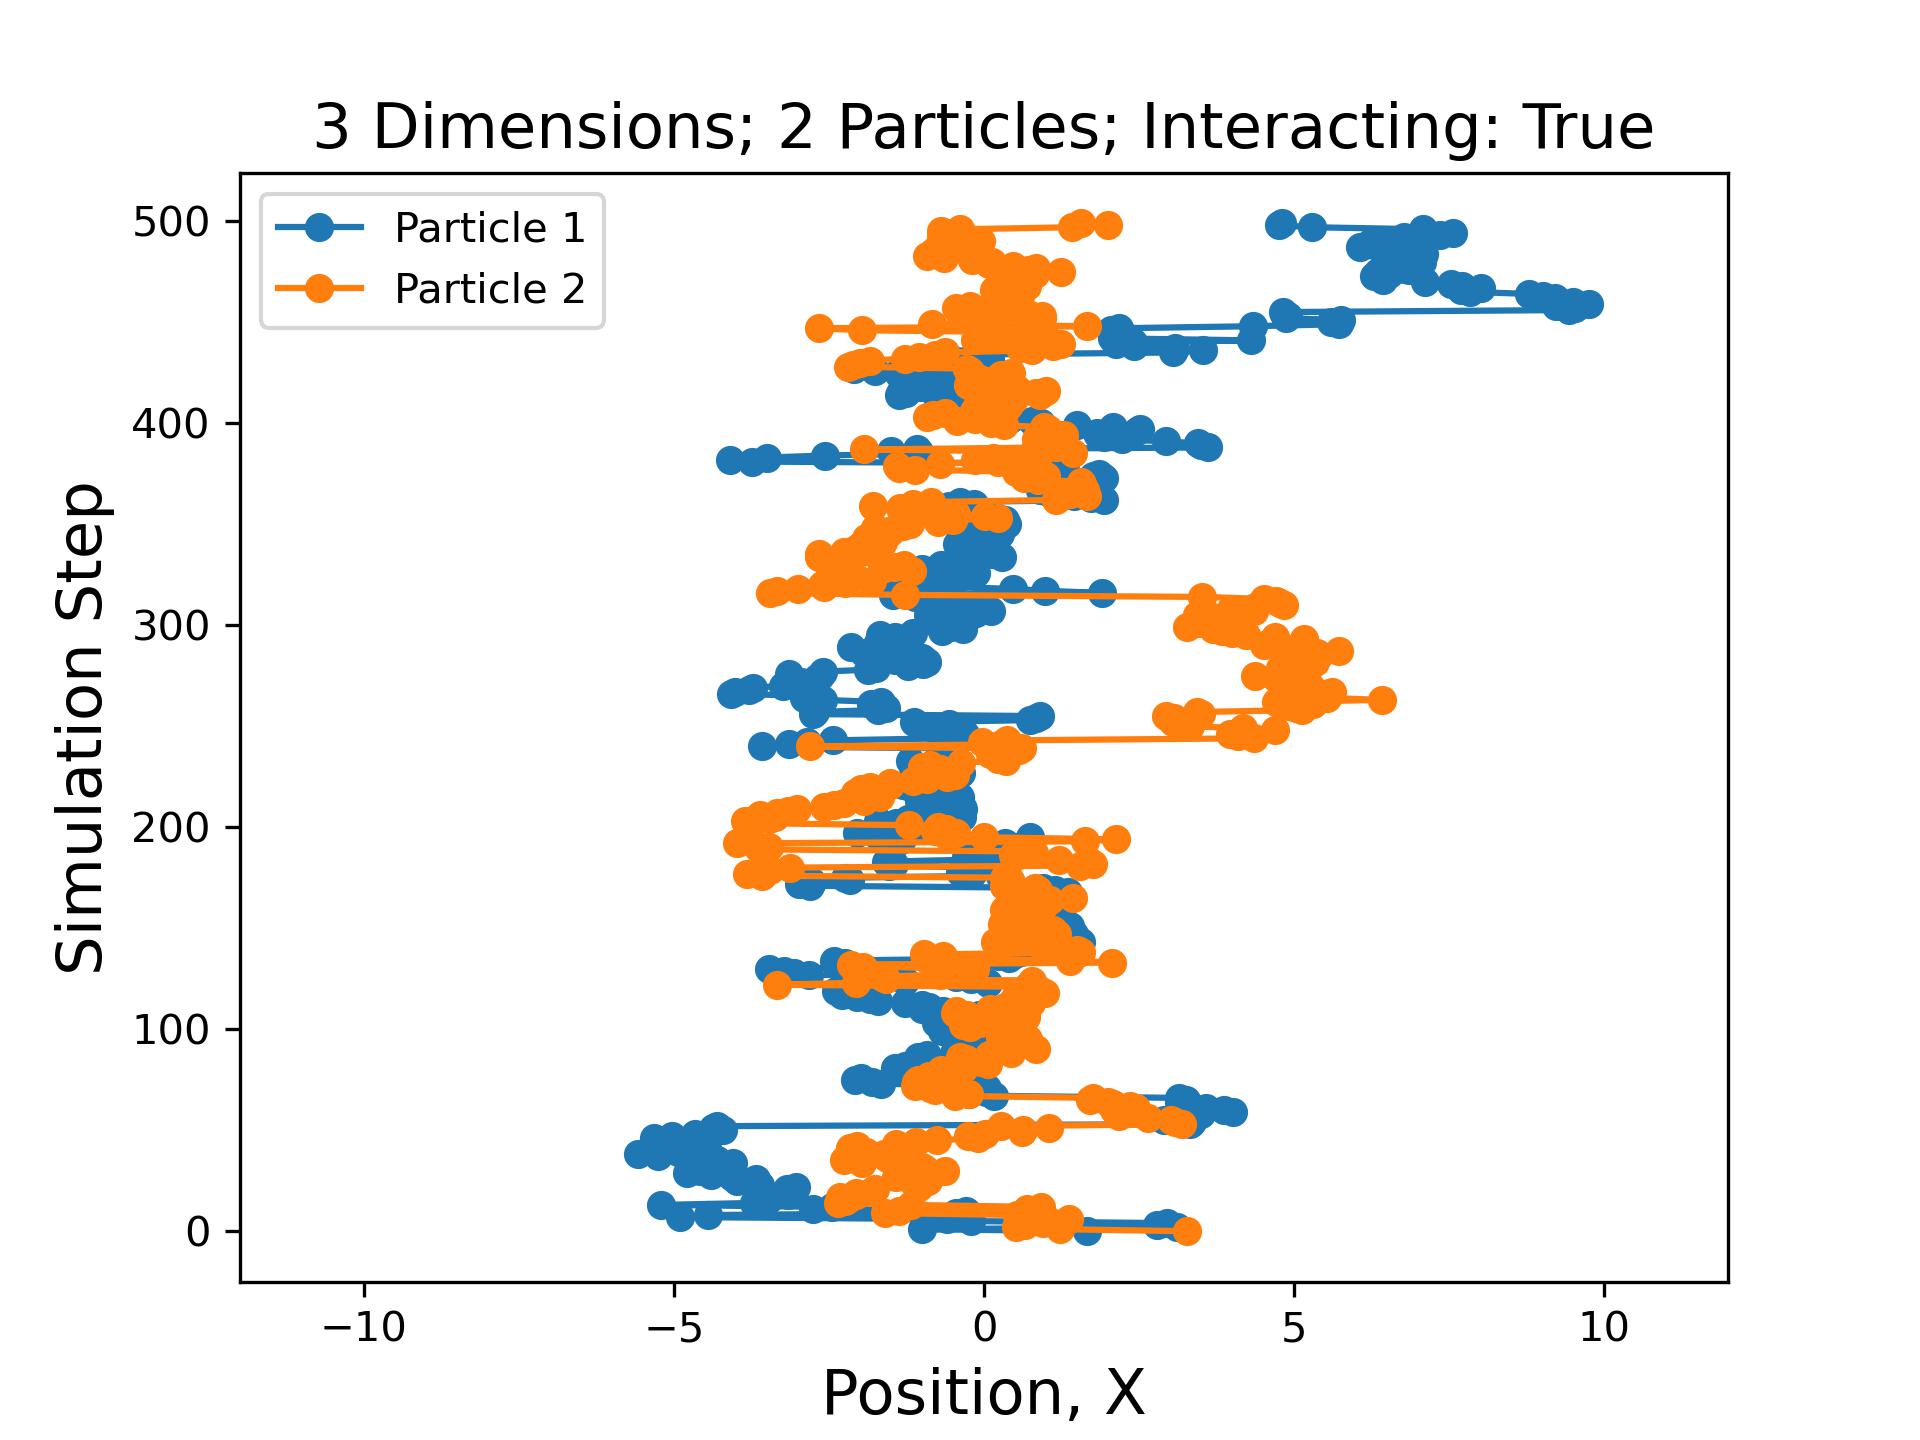 3 Dimensions; 2 Particles; Interacting: True
Particle 1
Particle 2
Simulation Step
500
400
300
200
100
0
−10
−5
0
5
10
Position, X